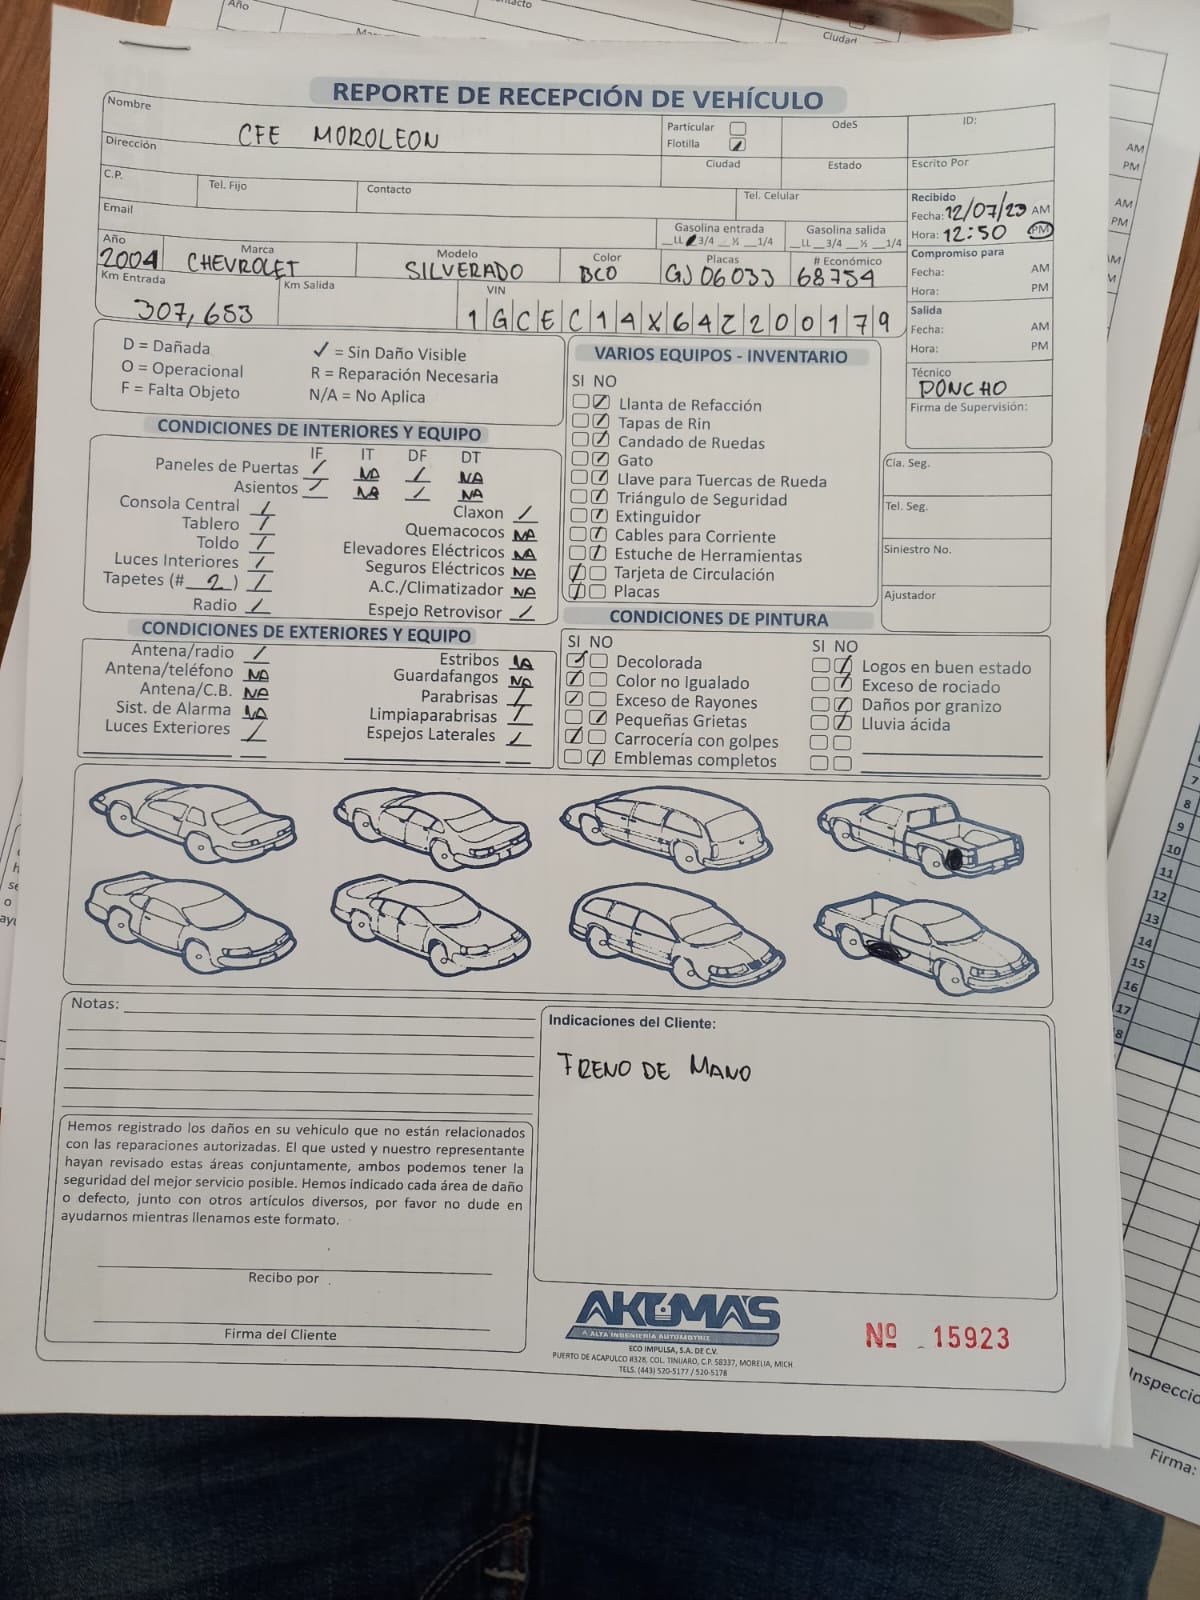 REPORTE DE RECEPCIÓN DE VEHÍCULO
Nombre CFE MOROLEON
Particular
Flotilla
OdeS
ID:
Dirección
Ciudad
Estado
Escrito Por
C.P.
Tel. Fijo
Contacto
Tel. Celular
Recibido
Fecha: 12/07/23 AM
Hora: 12:50 PM
Email
Gasolina entrada
__LL __3/4 __½ __1/4
Gasolina salida
__LL __3/4 __½ __1/4
Año 2004
Marca CHEVROLET
Modelo SILVERADO
Color BCO
Placas GJ 06033
# Económico 68754
Compromiso para
Fecha: AM
Hora: PM
Km Entrada 307,653
Km Salida
VIN 1GCEC14X64Z200179
Salida
Fecha: AM
Hora: PM
Técnico
PONCHO
Firma de Supervisión:
D = Dañada
O = Operacional
F = Falta Objeto
✓ = Sin Daño Visible
R = Reparación Necesaria
N/A = No Aplica
CONDICIONES DE INTERIORES Y EQUIPO
IF IT DF DT
Paneles de Puertas / NA / NA
Asientos / NA / NA
Consola Central /
Tablero /
Toldo /
Luces Interiores /
Tapetes (# 2 ) /
Radio /
Claxon /
Quemacocos NA
Elevadores Eléctricos NA
Seguros Eléctricos NA
A.C./Climatizador NA
Espejo Retrovisor /
VARIOS EQUIPOS - INVENTARIO
SI NO
Llanta de Refacción
Tapas de Rin
Candado de Ruedas
Gato
Llave para Tuercas de Rueda
Triángulo de Seguridad
Extinguidor
Cables para Corriente
Estuche de Herramientas
Tarjeta de Circulación
Placas
Cía. Seg.
Tel. Seg.
Siniestro No.
Ajustador
CONDICIONES DE EXTERIORES Y EQUIPO
Antena/radio /
Antena/teléfono NA
Antena/C.B. NA
Sist. de Alarma NA
Luces Exteriores /
Estribos NA
Guardafangos NA
Parabrisas /
Limpiaparabrisas /
Espejos Laterales /
CONDICIONES DE PINTURA
SI NO
Decolorada
Color no Igualado
Exceso de Rayones
Pequeñas Grietas
Carrocería con golpes
Emblemas completos
SI NO
Logos en buen estado
Exceso de rociado
Daños por granizo
Lluvia ácida
Notas:
Indicaciones del Cliente:
FRENO DE MANO
Hemos registrado los daños en su vehiculo que no están relacionados
con las reparaciones autorizadas. El que usted y nuestro representante
hayan revisado estas áreas conjuntamente, ambos podemos tener la
seguridad del mejor servicio posible. Hemos indicado cada área de daño
o defecto, junto con otros artículos diversos, por favor no dude en
ayudarnos mientras llenamos este formato.
Recibo por
Firma del Cliente
AKUMAS
ALTA INGENIERÍA AUTOMOTRIZ
ECO IMPULSA, S.A. DE C.V.
PUERTO DE ACAPULCO #328, COL. TINIJARO, C.P. 58337, MORELIA, MICH
TELS. (443) 520-5177 / 520-5178
Nº 15923
Año
Ciudad
AM
PM
AM
PM
7
8
9
10
11
12
13
14
15
16
17
Firma: